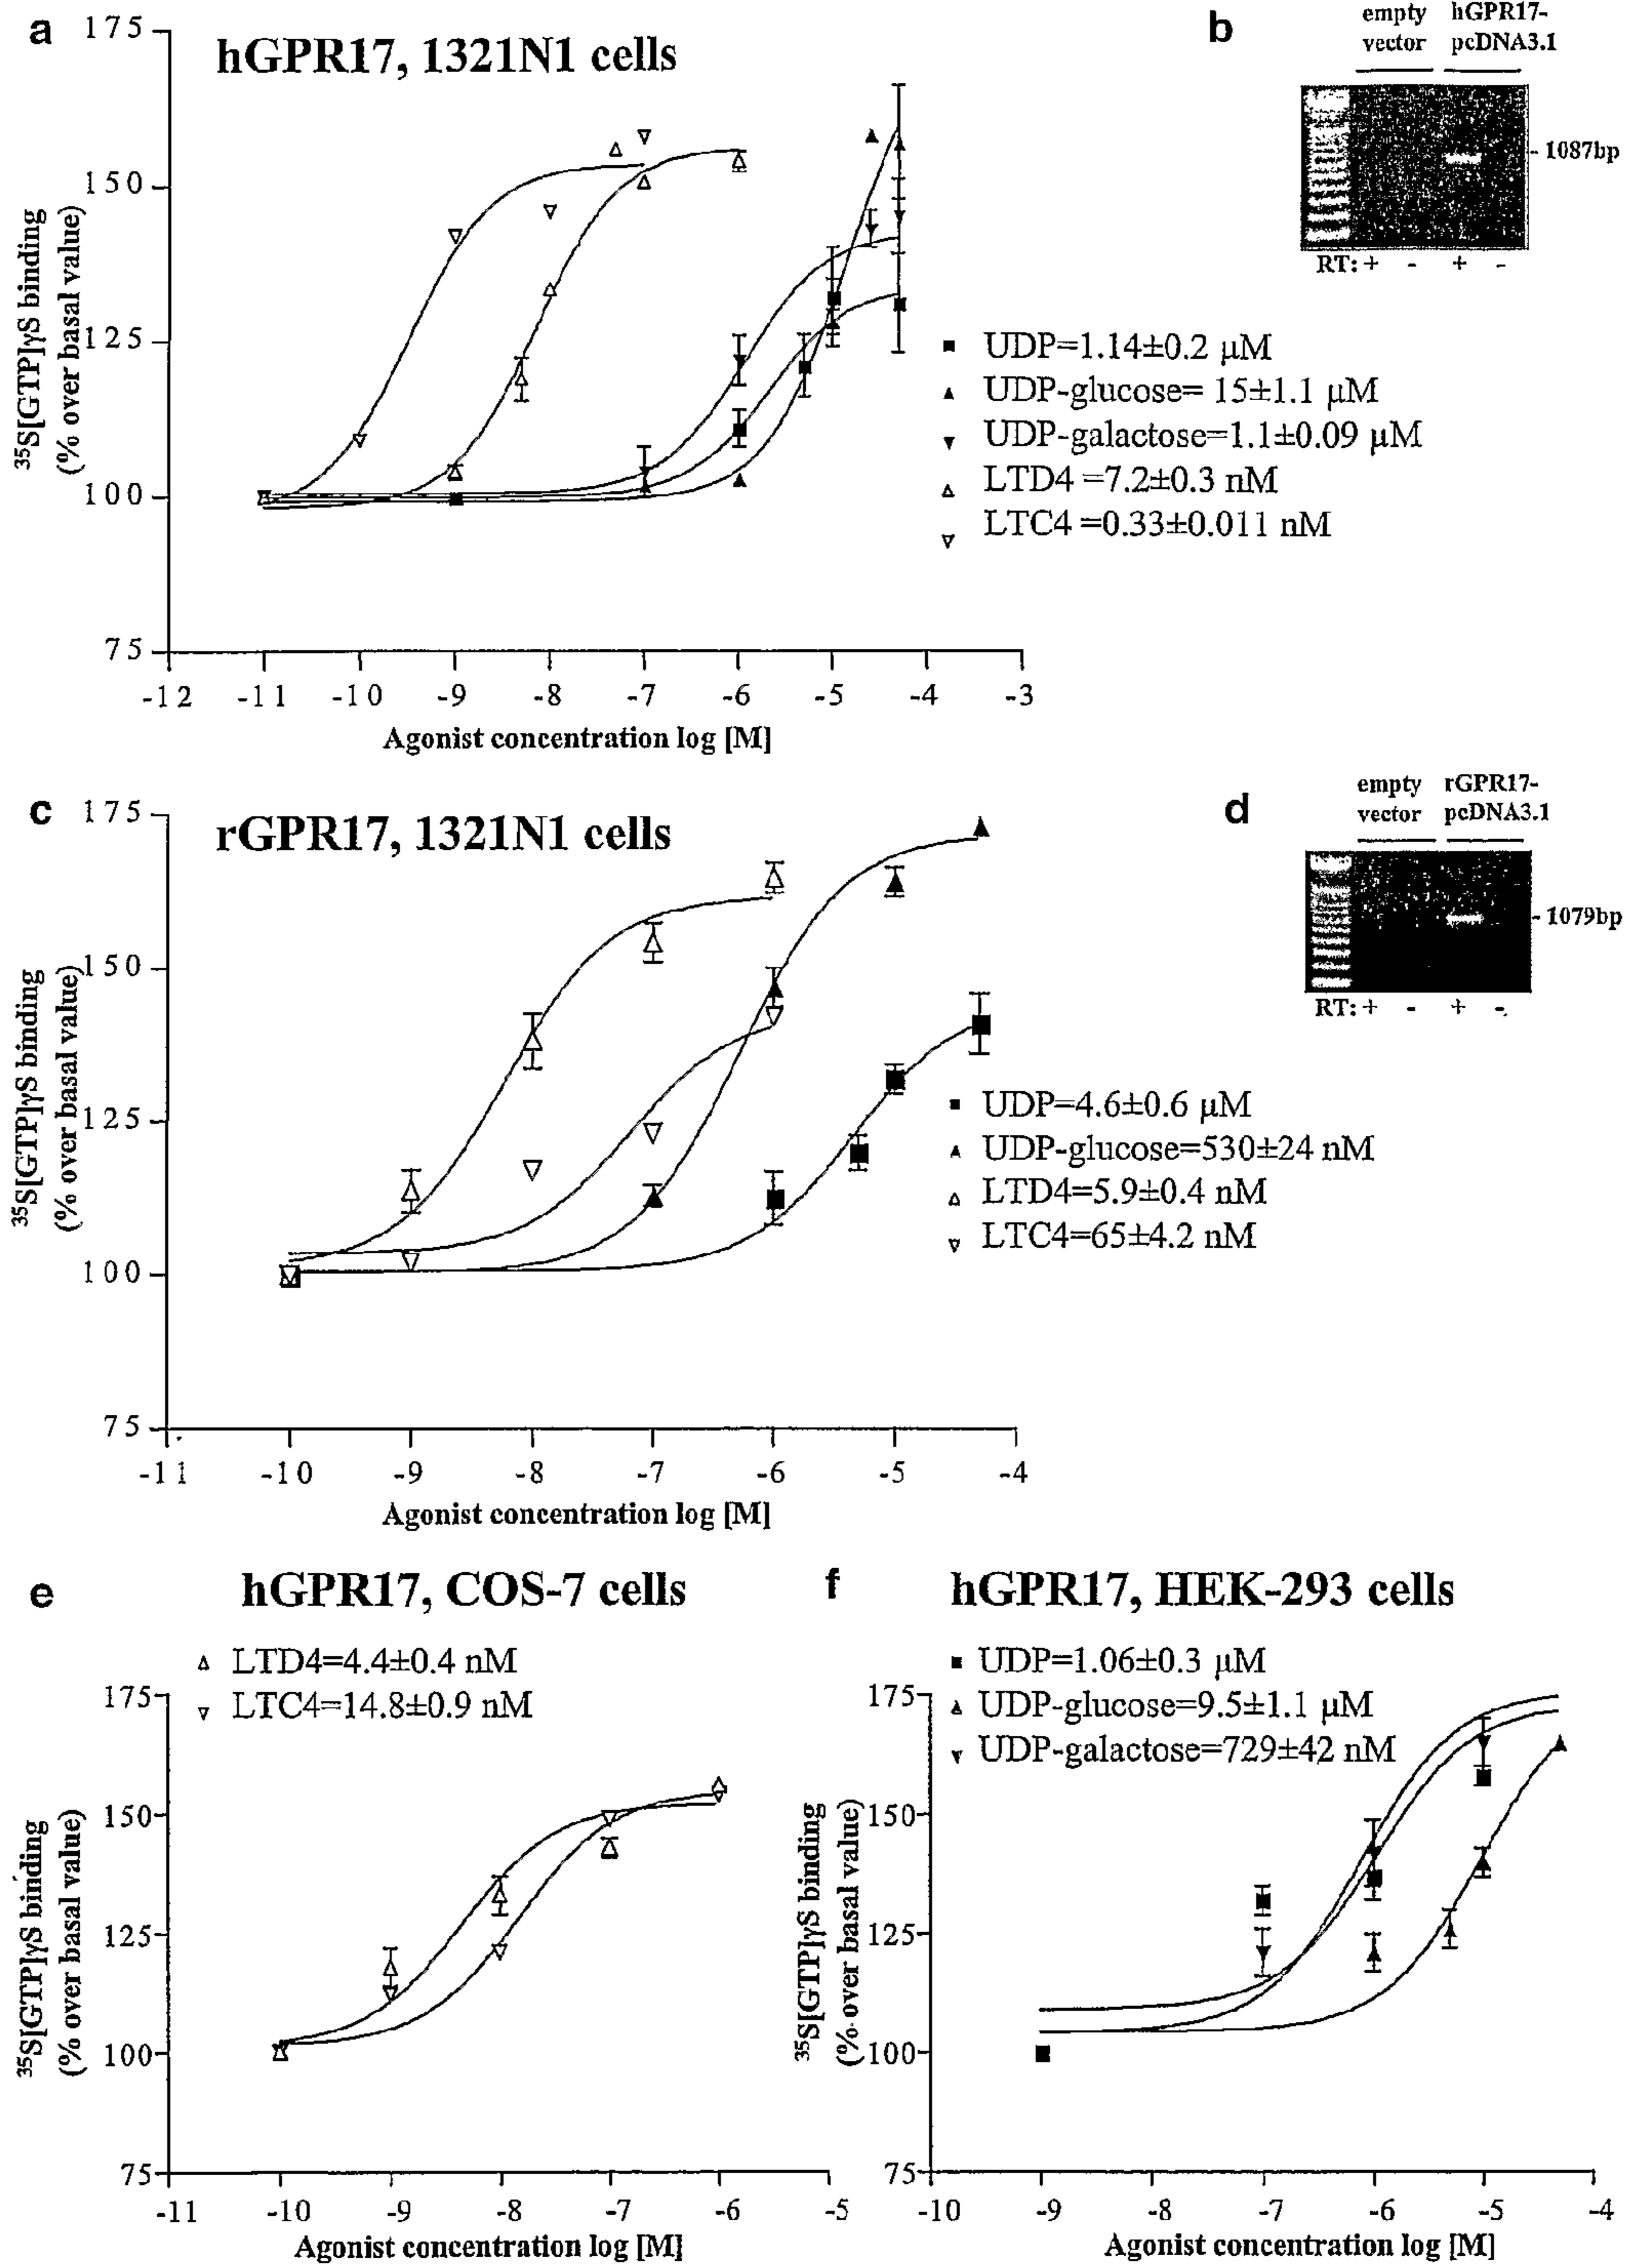 a
hGPR17, 1321N1 cells
175
150
125
100
75
35S[GTP]γS binding
(% over basal value)
-12 -11 -10 -9 -8 -7 -6 -5 -4 -3
Agonist concentration log [M]
UDP=1.14±0.2 μM
UDP-glucose= 15±1.1 μM
UDP-galactose=1.1±0.09 μM
LTD4 =7.2±0.3 nM
LTC4 =0.33±0.011 nM
b
empty hGPR17-
vector pcDNA3.1
- 1087bp
RT: + - + -
c
rGPR17, 1321N1 cells
175
150
125
100
75
35S[GTP]γS binding
(% over basal value)
-11 -10 -9 -8 -7 -6 -5 -4
Agonist concentration log [M]
UDP=4.6±0.6 μM
UDP-glucose=530±24 nM
LTD4=5.9±0.4 nM
LTC4=65±4.2 nM
d
empty rGPR17-
vector pcDNA3.1
- 1079bp
RT: + - + -
e
hGPR17, COS-7 cells
LTD4=4.4±0.4 nM
LTC4=14.8±0.9 nM
175
150
125
100
75
35S[GTP]γS binding
(% over basal value)
-11 -10 -9 -8 -7 -6 -5
Agonist concentration log [M]
f
hGPR17, HEK-293 cells
UDP=1.06±0.3 μM
UDP-glucose=9.5±1.1 μM
UDP-galactose=729±42 nM
175
150
125
100
75
35S[GTP]γS binding
(% over basal value)
-10 -9 -8 -7 -6 -5 -4
Agonist concentration log [M]